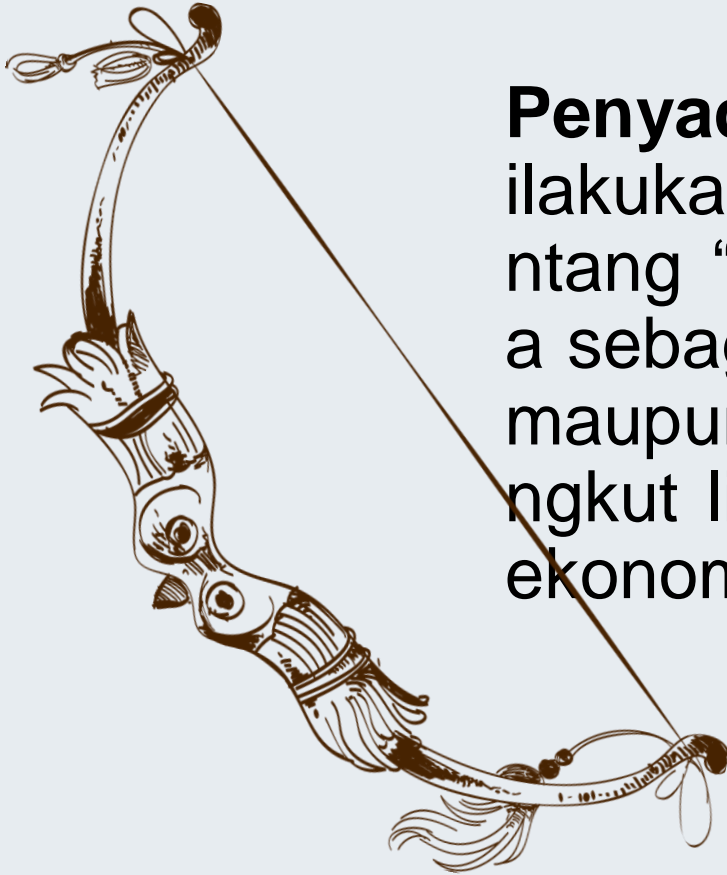 Penyad
ilakuka
ntang “
a sebag
maupun
ngkut I
ekonom